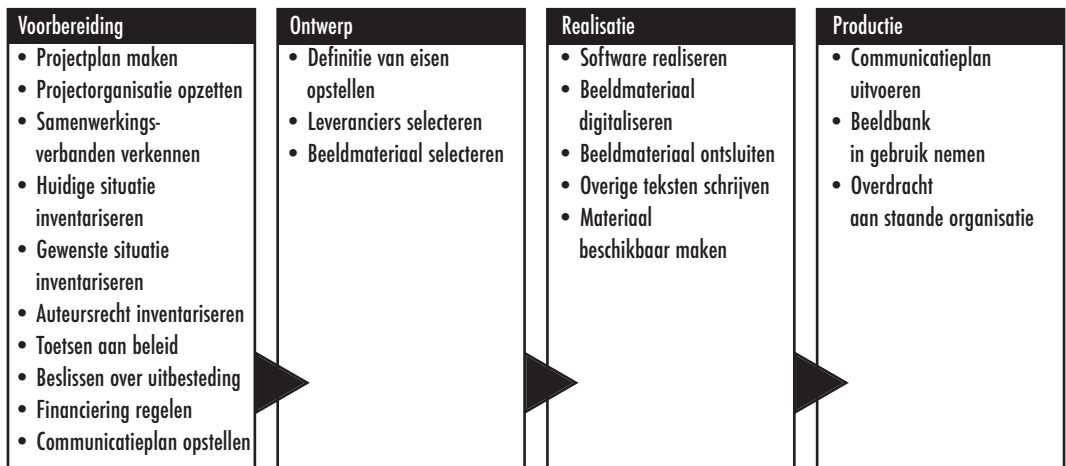 Voorbereiding
• Projectplan maken
• Projectorganisatie opzetten
• Samenwerkings-
verbanden verkennen
• Huidige situatie
inventariseren
• Gewenste situatie
inventariseren
• Auteursrecht inventariseren
• Toetsen aan beleid
• Beslissen over uitbesteding
• Financiering regelen
• Communicatieplan opstellen
Ontwerp
• Definitie van eisen
opstellen
• Leveranciers selecteren
• Beeldmateriaal selecteren
Realisatie
• Software realiseren
• Beeldmateriaal
digitaliseren
• Beeldmateriaal ontsluiten
• Overige teksten schrijven
• Materiaal
beschikbaar maken
Productie
• Communicatieplan
uitvoeren
• Beeldbank
in gebruik nemen
• Overdracht
aan staande organisatie